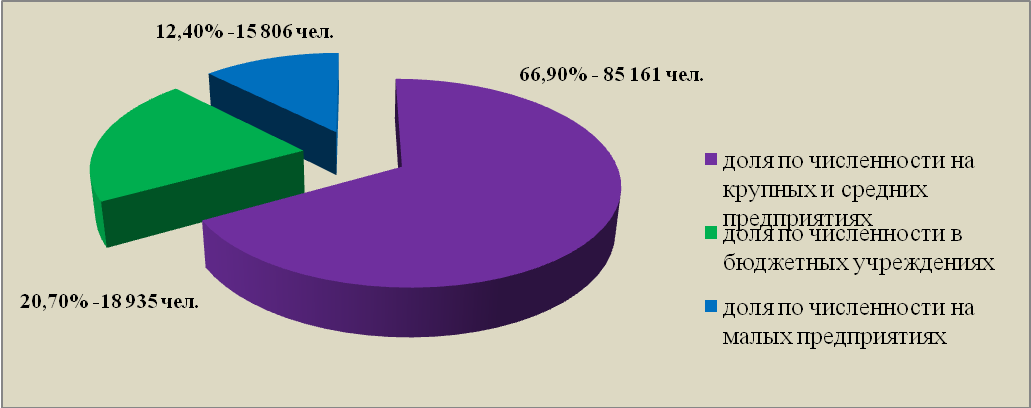 12,40% -15 806 чел.
66,90% - 85 161 чел.
20,70% -18 935 чел.
доля по численности на
крупных и средних
предприятиях
доля по численности в
бюджетных учреждениях
доля по численности на
малых предприятиях